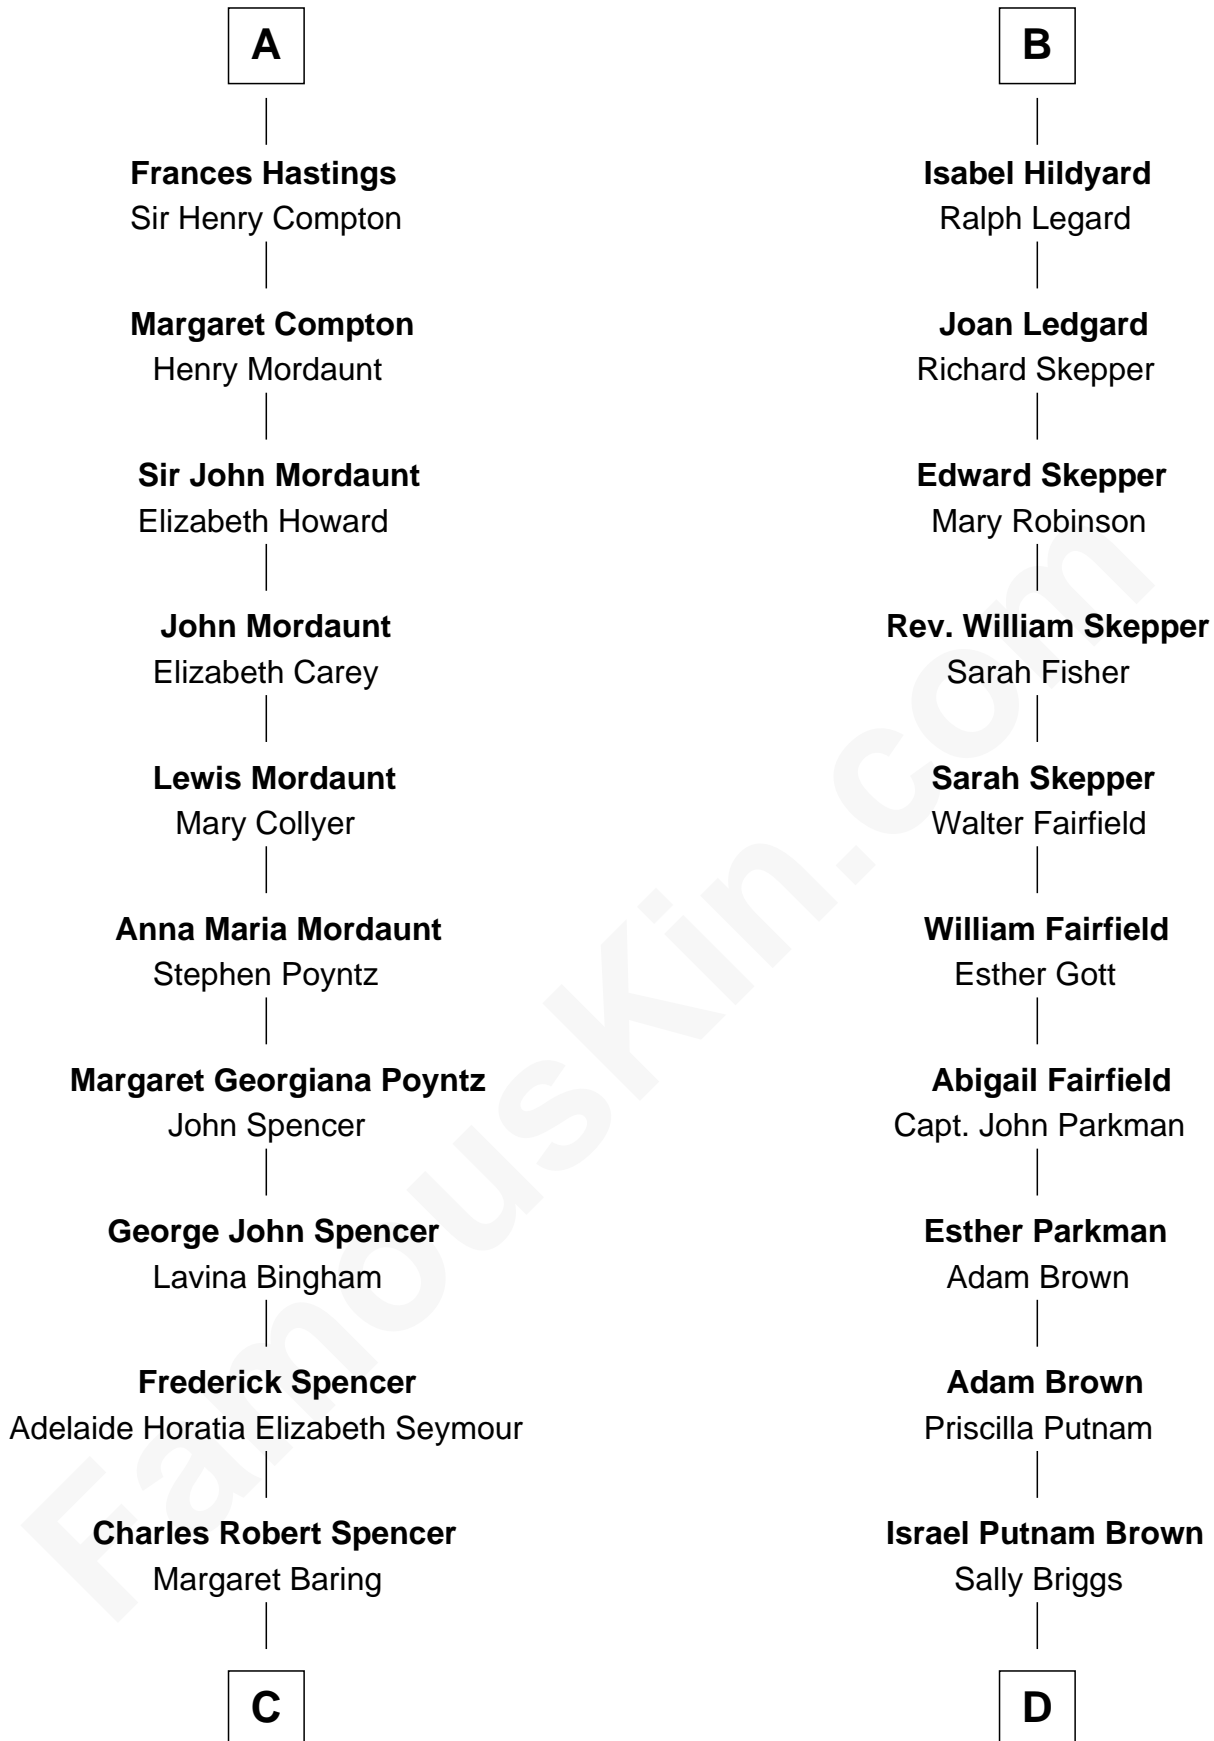 A
Frances Hastings
Sir Henry Compton
Margaret Compton
Henry Mordaunt
Sir John Mordaunt
Elizabeth Howard
John Mordaunt
Elizabeth Carey
Lewis Mordaunt
Mary Collyer
Anna Maria Mordaunt
Stephen Poyntz
Margaret Georgiana Poyntz
John Spencer
George John Spencer
Lavina Bingham
Frederick Spencer
Adelaide Horatia Elizabeth Seymour
Charles Robert Spencer
Margaret Baring
C
B
Isabel Hildyard
Ralph Legard
Joan Ledgard
Richard Skepper
Edward Skepper
Mary Robinson
Rev. William Skepper
Sarah Fisher
Sarah Skepper
Walter Fairfield
William Fairfield
Esther Gott
Abigail Fairfield
Capt. John Parkman
Esther Parkman
Adam Brown
Adam Brown
Priscilla Putnam
Israel Putnam Brown
Sally Briggs
D
FamousKin.com